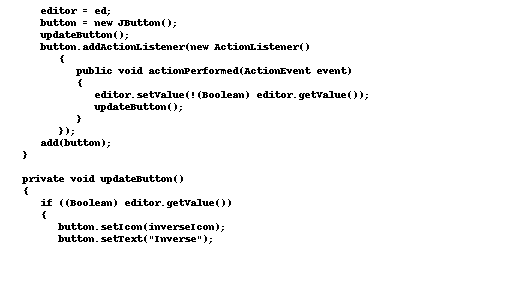 editor = ed;
button = new JButton();
updateButton();
button.addActionListener(new ActionListener()
{
public void actionPerformed(ActionEvent event)
{
editor.setValue(!(Boolean) editor.getValue());
updateButton();
}
});
add(button);
}
private void updateButton()
{
if ((Boolean) editor.getValue())
{
button.setIcon(inverseIcon);
button.setText("Inverse");